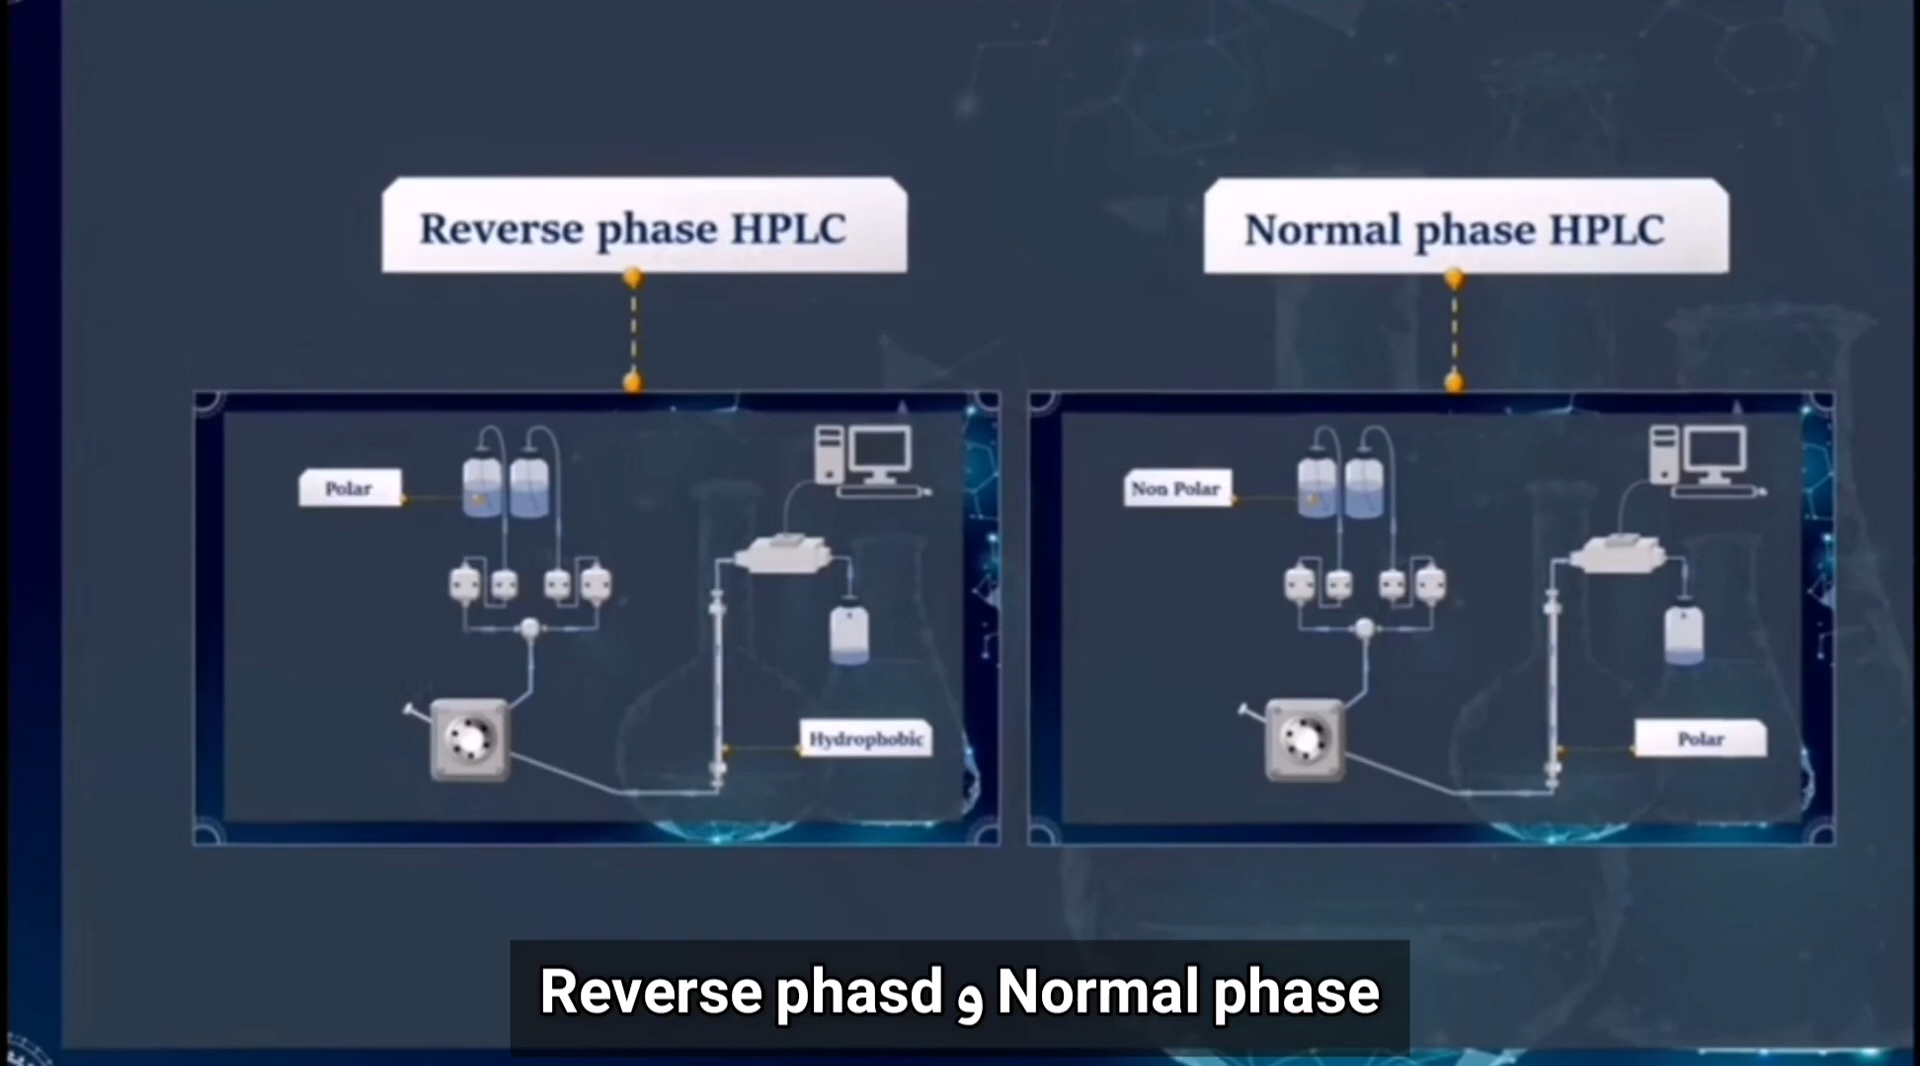 Reverse phase HPLC
Normal phase HPLC
Polar
Hydrophobic
Non Polar
Polar
Reverse phasd و Normal phase